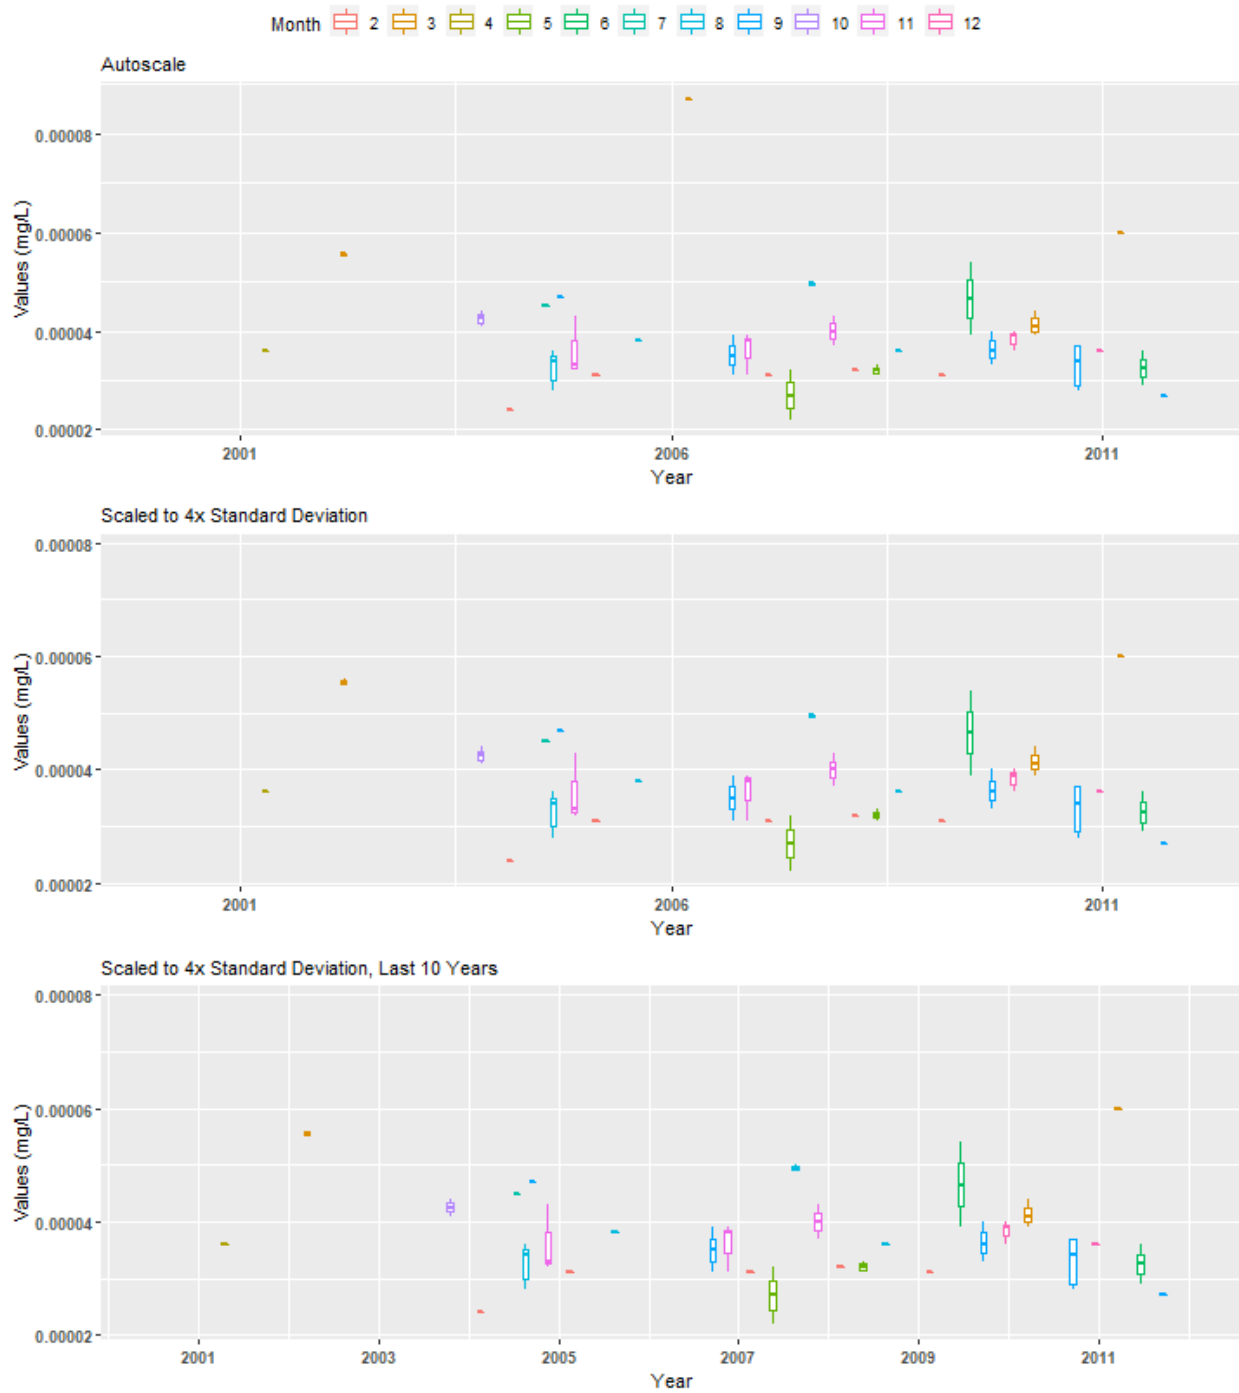 Month 2 3 4 5 6 7 8 9 10 11 12
Autoscale
Values (mg/L)
0.00008
0.00006
0.00004
0.00002
2001 2006 2011
Year
Scaled to 4x Standard Deviation
Values (mg/L)
0.00008
0.00006
0.00004
0.00002
2001 2006 2011
Year
Scaled to 4x Standard Deviation, Last 10 Years
Values (mg/L)
0.00008
0.00006
0.00004
0.00002
2001 2003 2005 2007 2009 2011
Year